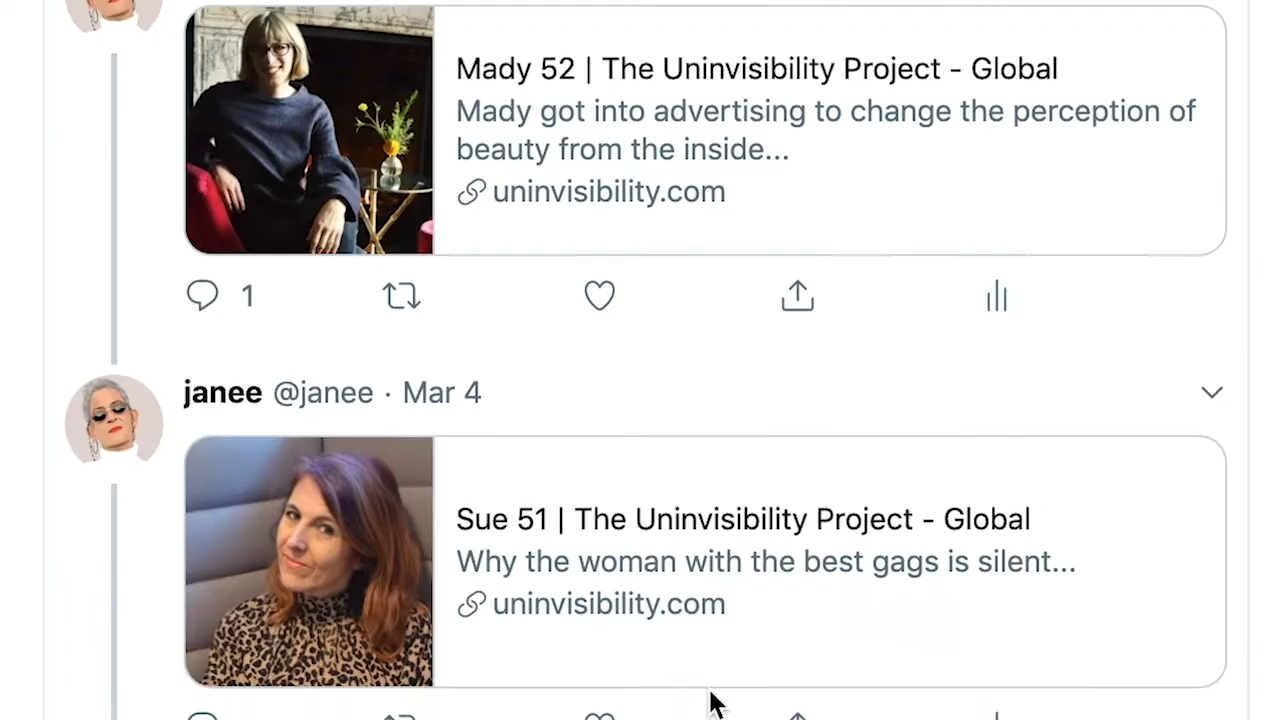 Mady 52 | The Uninvisibility Project - Global
Mady got into advertising to change the perception of
beauty from the inside...
uninvisibility.com
1
janee @janee · Mar 4
Sue 51 | The Uninvisibility Project - Global
Why the woman with the best gags is silent...
uninvisibility.com